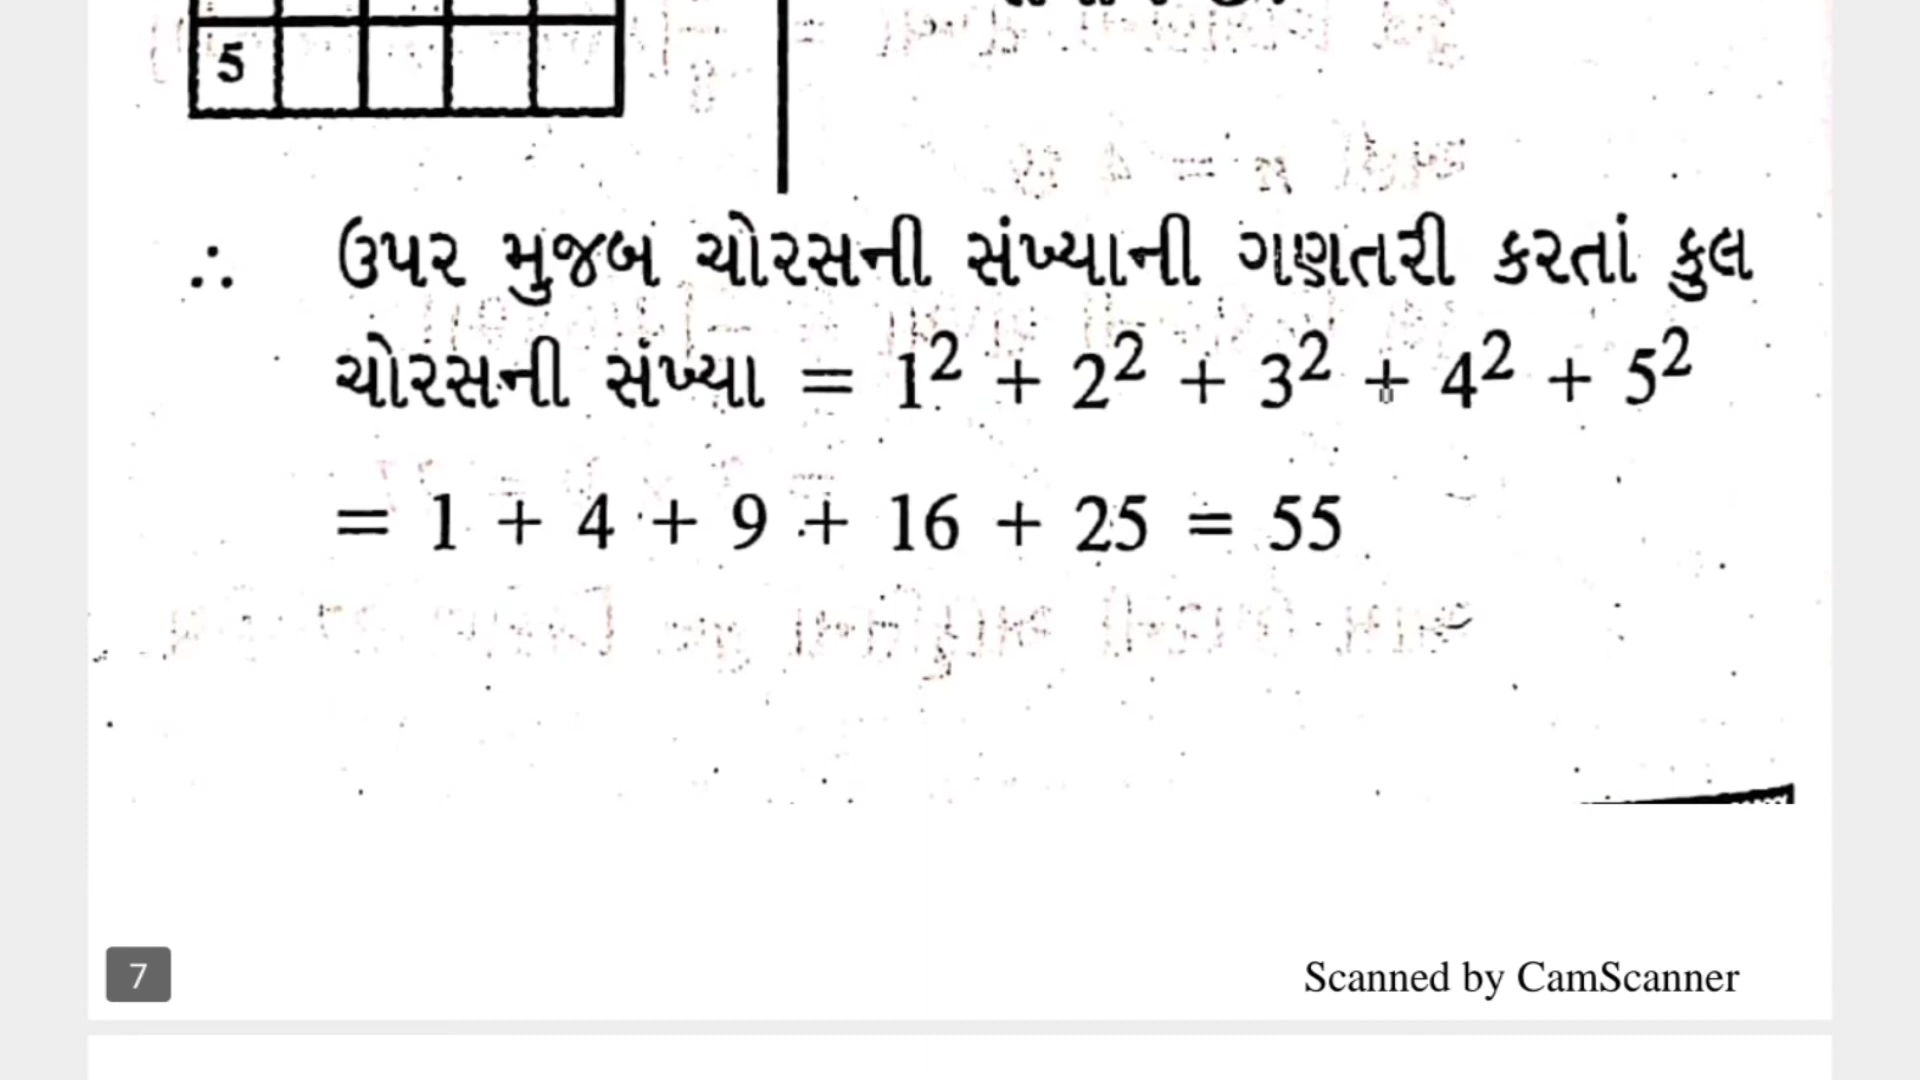 5
∴ ઉપર મુજબ ચોરસની સંખ્યાની ગણતરી કરતાં કુલ
ચોરસની સંખ્યા = 1² + 2² + 3² + 4² + 5²
= 1 + 4 + 9 + 16 + 25 = 55
7
Scanned by CamScanner